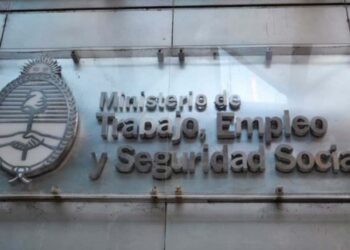 Ministerio de
Trabajo, Empleo
y Seguridad Social